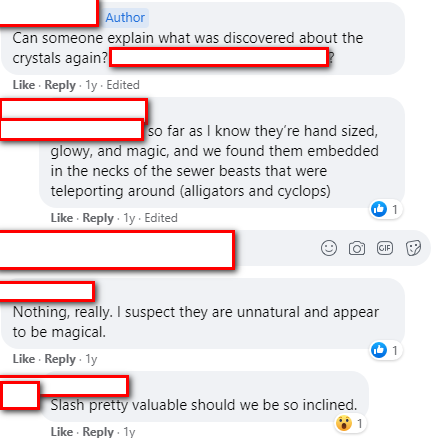 Author
Can someone explain what was discovered about the
crystals again? ?
Like · Reply · 1y · Edited
so far as I know they're hand sized,
glowy, and magic, and we found them embedded
in the necks of the sewer beasts that were
teleporting around (alligators and cyclops)
1
Like · Reply · 1y · Edited
GIF
Nothing, really. I suspect they are unnatural and appear
to be magical.
1
Like · Reply · 1y
Slash pretty valuable should we be so inclined.
1
Like · Reply · 1y